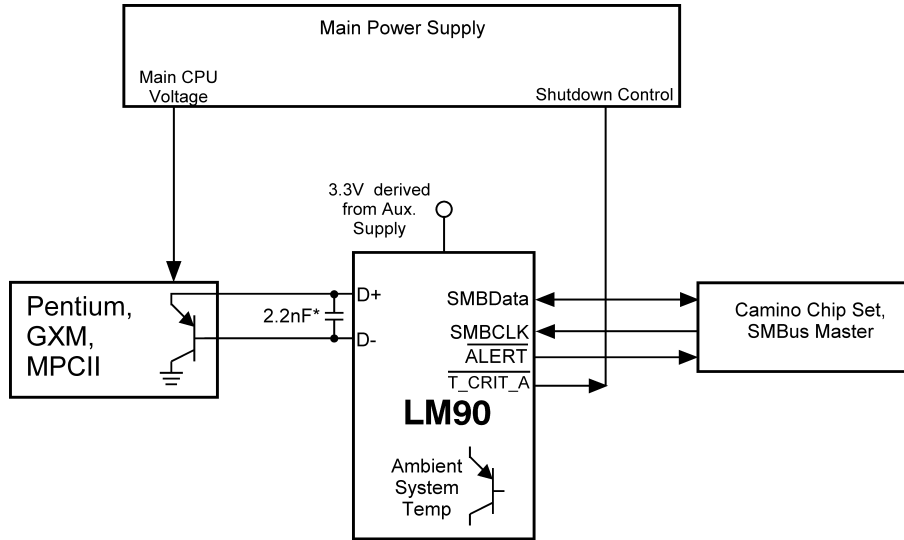 Main Power Supply
Main CPU
Voltage
Shutdown Control
3.3V derived
from Aux.
Supply
Pentium,
GXM,
MPCII
2.2nF*
D+
D-
SMBData
SMBCLK
ALERT
T_CRIT_A
LM90
Ambient
System
Temp
Camino Chip Set,
SMBus Master